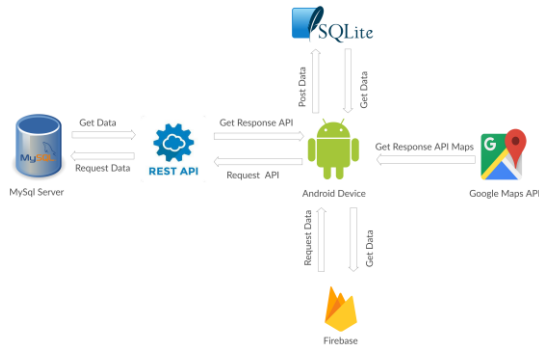 SQLite
Post Data
Get Data
Get Data
Get Response API
Get Response API Maps
G
MySQL
REST API
Request Data
Request API
MySql Server
Android Device
Google Maps API
Request Data
Get Data
Firebase